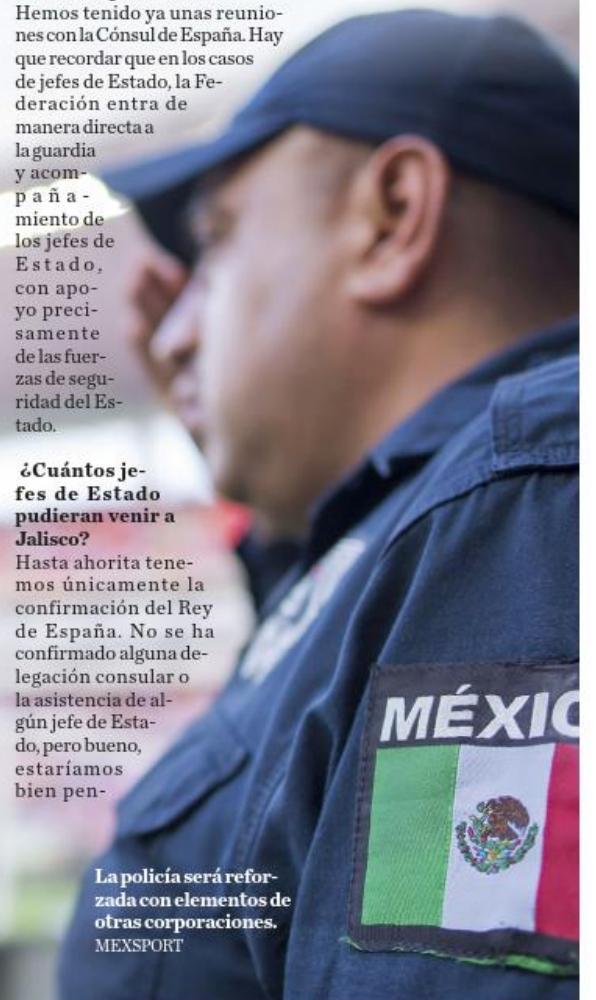 Hemos tenido ya unas reunio-
nes con la Cónsul de España. Hay
que recordar que en los casos
de jefes de Estado, la Fe-
deración entra de
manera directa a
la guardia
y acom-
paña-
miento de
los jefes de
Estado,
con apo-
yo preci-
samente
de las fuer-
zas de segu-
ridad del Es-
tado.
¿Cuántos je-
fes de Estado
pudieran venir a
Jalisco?
Hasta ahorita tene-
mos únicamente la
confirmación del Rey
de España. No se ha
confirmado alguna de-
legación consular o
la asistencia de al-
gún jefe de Esta-
do, pero bueno,
estaríamos
bien pen-
La policía será refor-
zada con elementos de
otras corporaciones.
MEXSPORT
MÉXIC